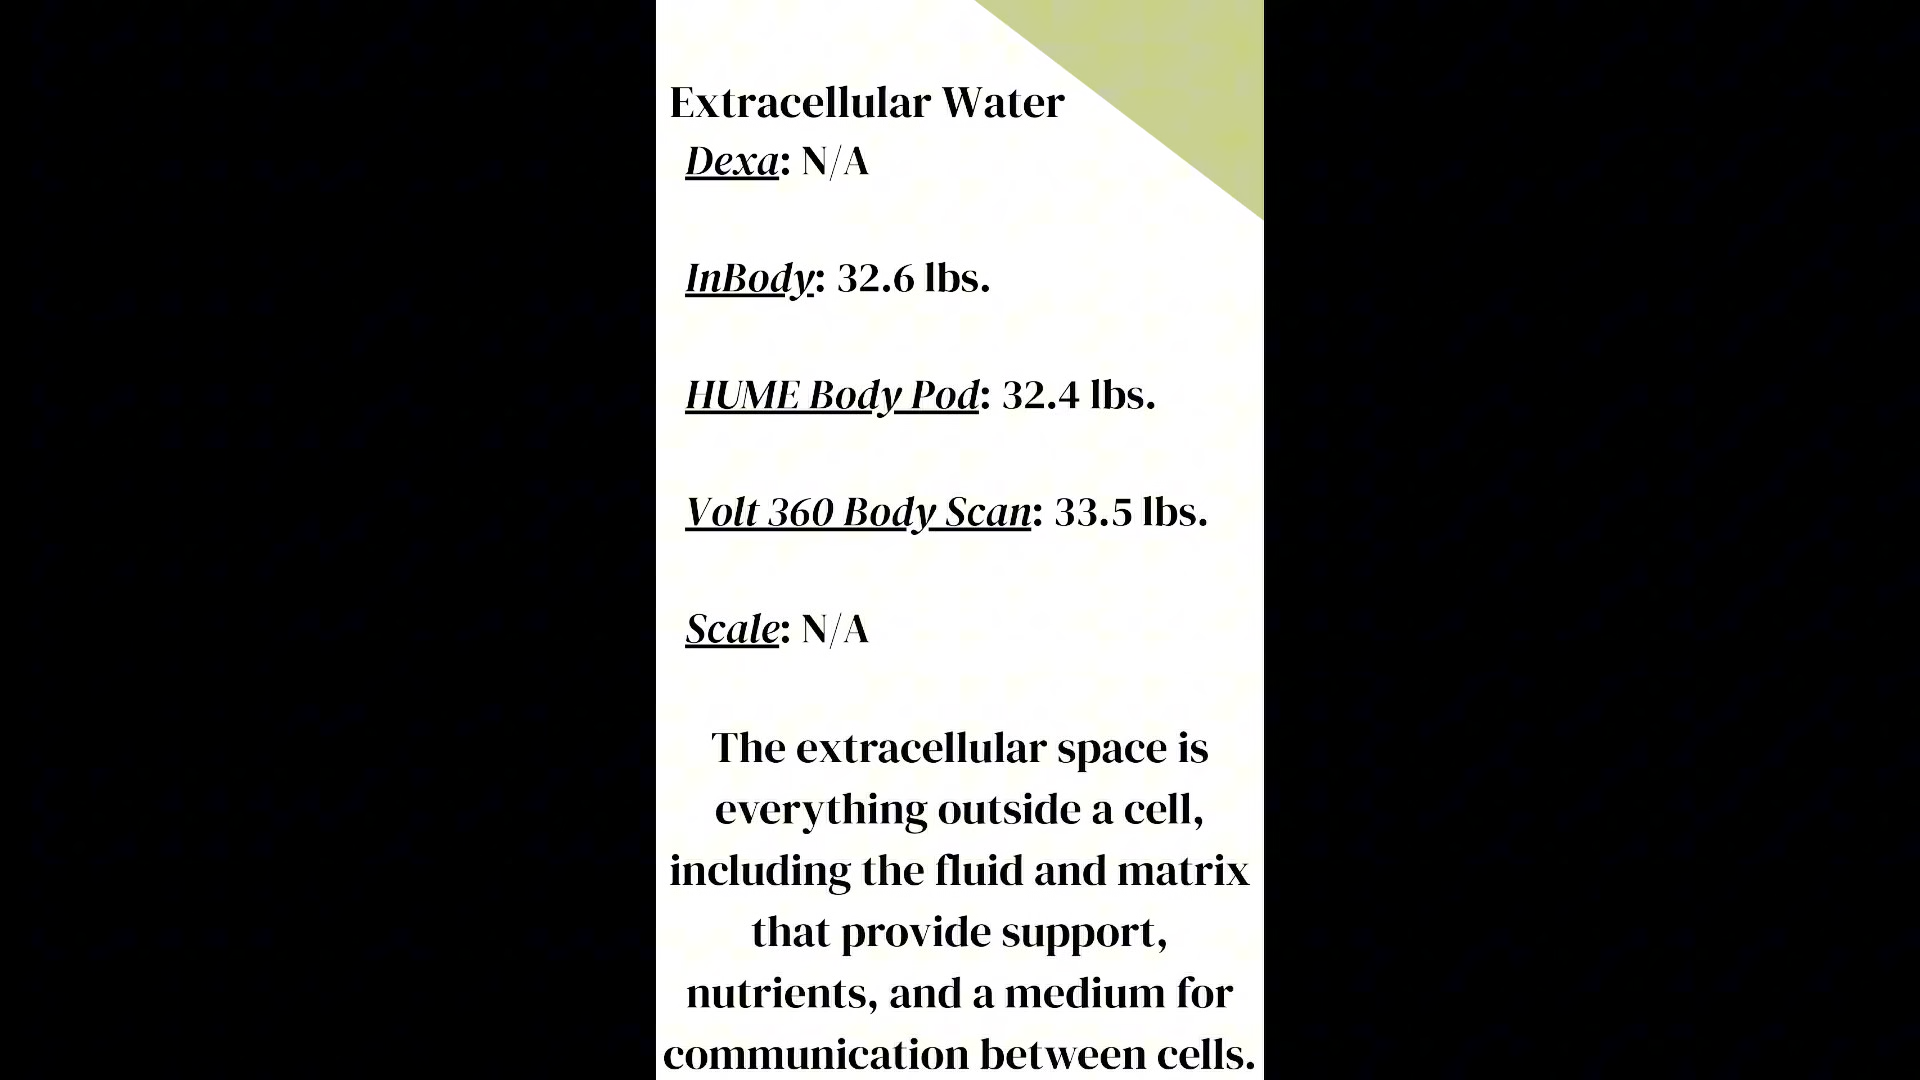 Extracellular Water
Dexa: N/A
InBody: 32.6 lbs.
HUME Body Pod: 32.4 lbs.
Volt 360 Body Scan: 33.5 lbs.
Scale: N/A
The extracellular space is
everything outside a cell,
including the fluid and matrix
that provide support,
nutrients, and a medium for
communication between cells.